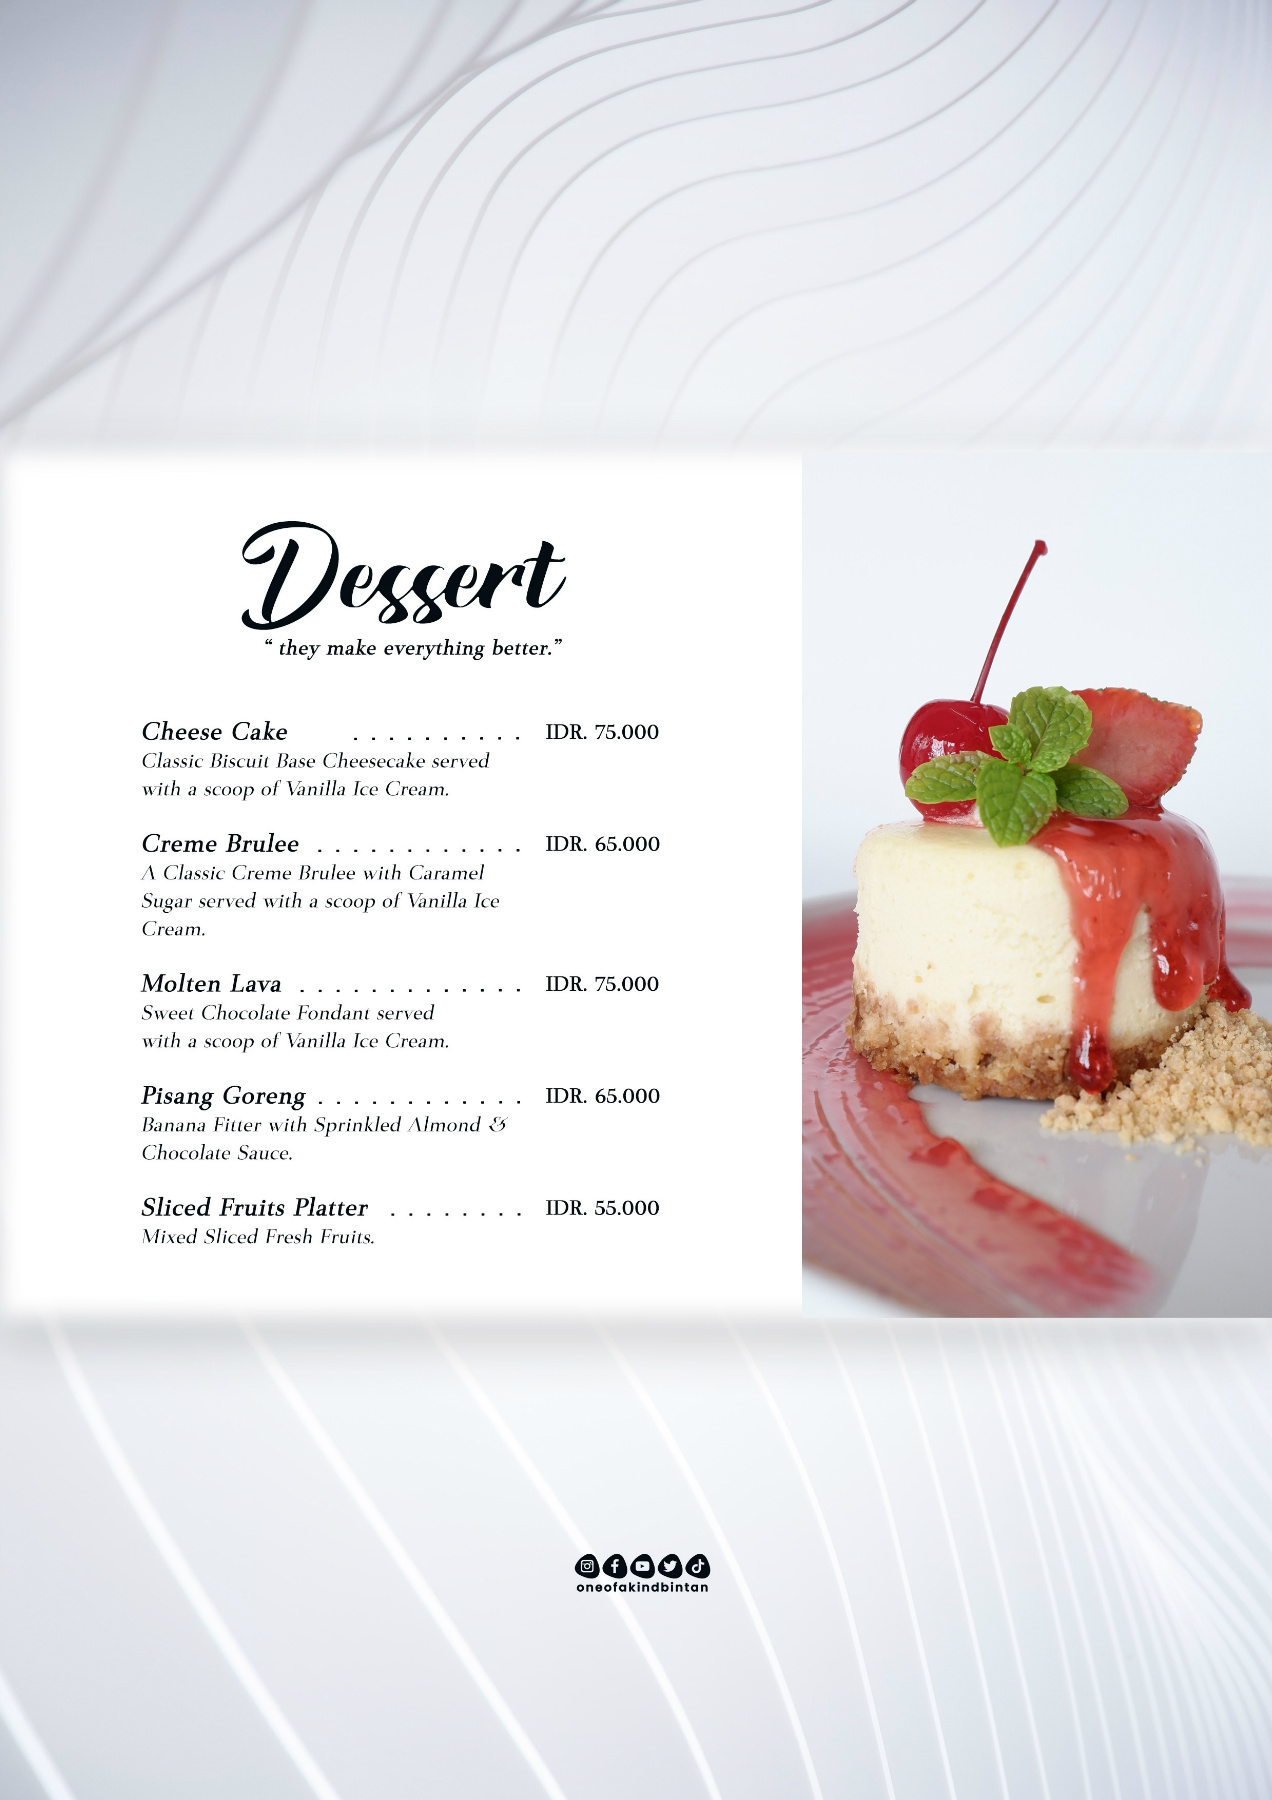 Dessert
“ they make everything better.”
Cheese Cake . . . . . . . . . . IDR. 75.000
Classic Biscuit Base Cheesecake served
with a scoop of Vanilla Ice Cream.
Creme Brulee . . . . . . . . . . . . IDR. 65.000
A Classic Creme Brulee with Caramel
Sugar served with a scoop of Vanilla Ice
Cream.
Molten Lava . . . . . . . . . . . . . IDR. 75.000
Sweet Chocolate Fondant served
with a scoop of Vanilla Ice Cream.
Pisang Goreng . . . . . . . . . . . . IDR. 65.000
Banana Fitter with Sprinkled Almond &
Chocolate Sauce.
Sliced Fruits Platter . . . . . . . . IDR. 55.000
Mixed Sliced Fresh Fruits.
oneofakindbintan